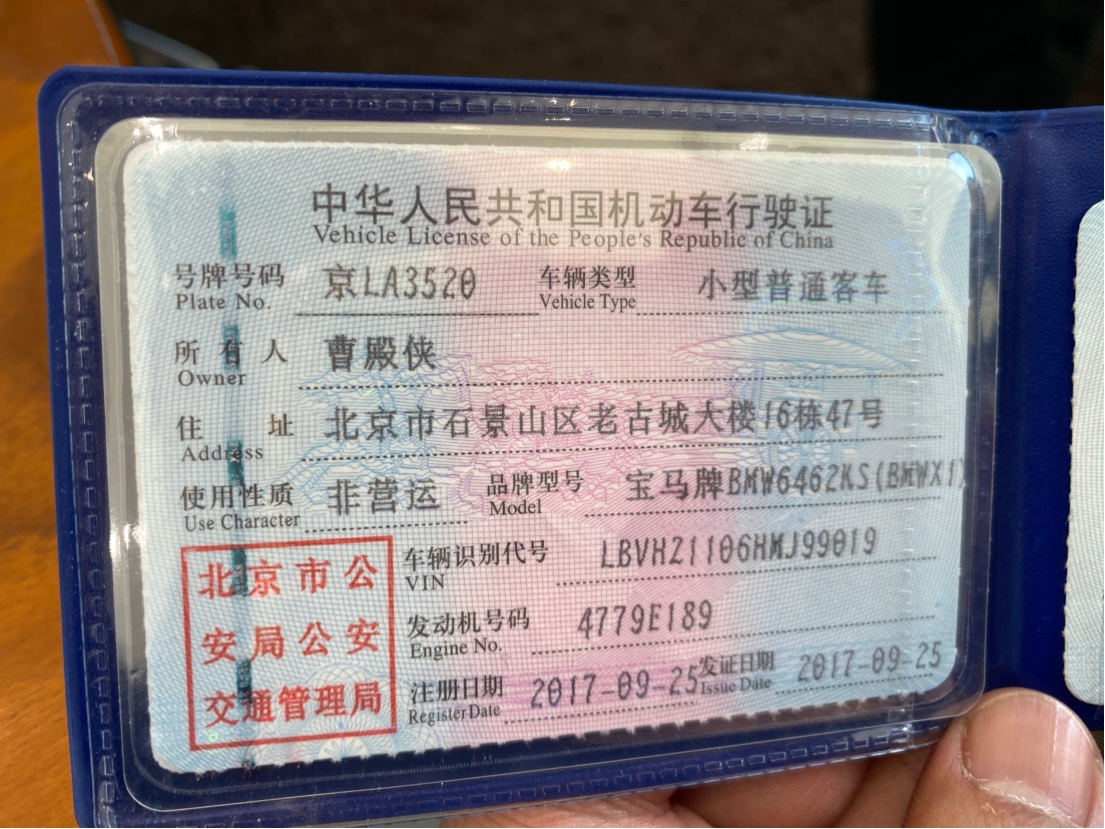 中华人民共和国机动车行驶证
Vehicle License of the People's Republic of China
号牌号码 京LA3520 车辆类型 小型普通客车
Plate No. Vehicle Type
所有人 曹殿侠
Owner
住址 北京市石景山区老古城大楼16栋47号
Address
使用性质 非营运 品牌型号 宝马牌BMW6462KS(BMWX1)
Use Character Model
北京市公
安局公安
交通管理局
车辆识别代号 LBVHZ1106HMJ99019
VIN
发动机号码 4779E189
Engine No.
注册日期 2017-09-25 发证日期 2017-09-25
Register Date Issue Date